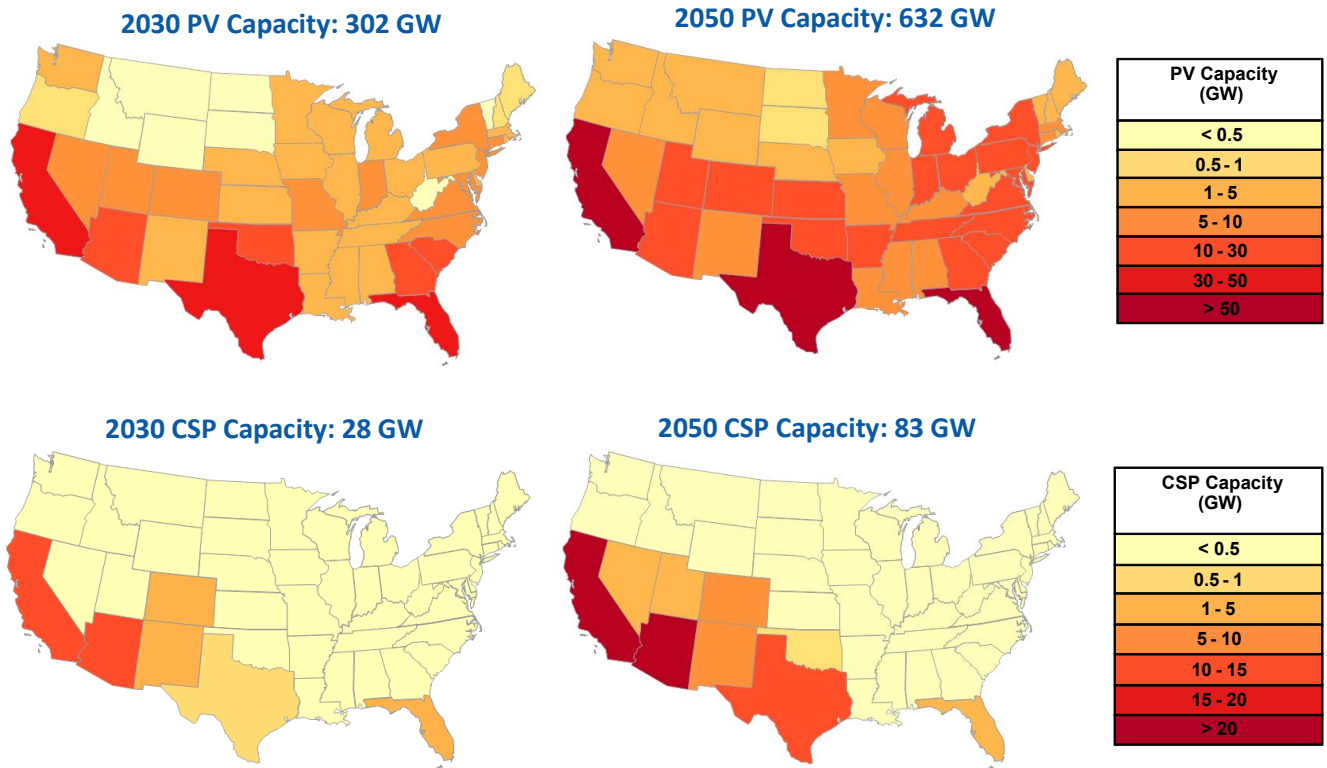 2030 PV Capacity: 302 GW
2050 PV Capacity: 632 GW
PV Capacity
(GW)
< 0.5
0.5 - 1
1 - 5
5 - 10
10 - 30
30 - 50
> 50
2030 CSP Capacity: 28 GW
2050 CSP Capacity: 83 GW
CSP Capacity
(GW)
< 0.5
0.5 - 1
1 - 5
5 - 10
10 - 15
15 - 20
> 20